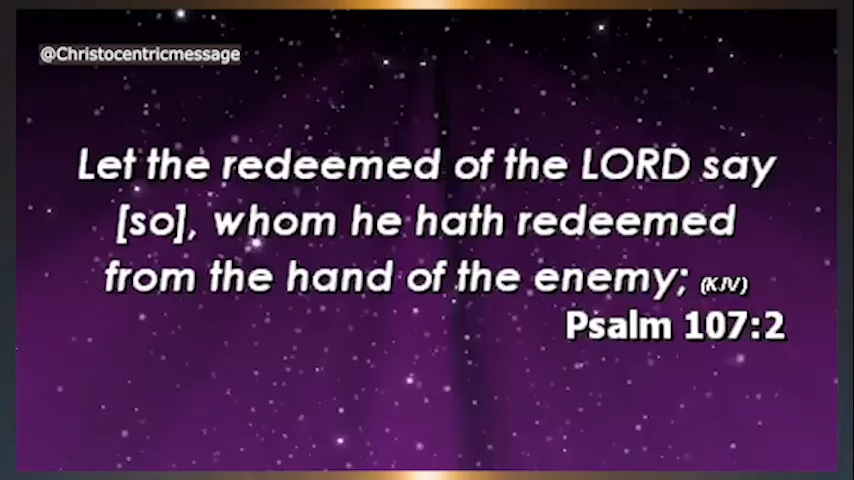 @Christocentricmessage
Let the redeemed of the LORD say
[so], whom he hath redeemed
from the hand of the enemy; (KJV)
Psalm 107:2